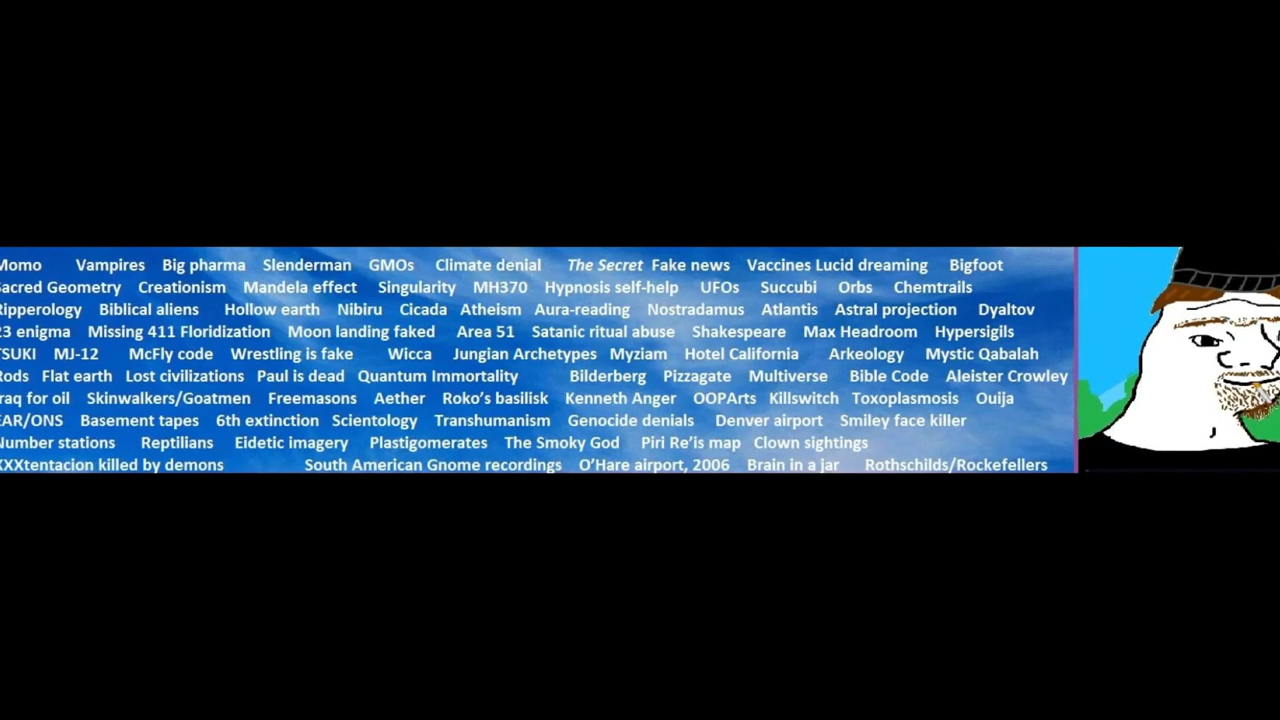 Momo Vampires Big pharma Slenderman GMOs Climate denial The Secret Fake news Vaccines Lucid dreaming Bigfoot
Sacred Geometry Creationism Mandela effect Singularity MH370 Hypnosis self-help UFOs Succubi Orbs Chemtrails
Ripperology Biblical aliens Hollow earth Nibiru Cicada Atheism Aura-reading Nostradamus Atlantis Astral projection Dyaltov
23 enigma Missing 411 Floridization Moon landing faked Area 51 Satanic ritual abuse Shakespeare Max Headroom Hypersigils
TSUKI MJ-12 McFly code Wrestling is fake Wicca Jungian Archetypes Myziam Hotel California Arkeology Mystic Qabalah
Rods Flat earth Lost civilizations Paul is dead Quantum Immortality Bilderberg Pizzagate Multiverse Bible Code Aleister Crowley
raq for oil Skinwalkers/Goatmen Freemasons Aether Roko's basilisk Kenneth Anger OOPArts Killswitch Toxoplasmosis Ouija
EAR/ONS Basement tapes 6th extinction Scientology Transhumanism Genocide denials Denver airport Smiley face killer
Number stations Reptilians Eidetic imagery Plastigomerates The Smoky God Piri Re'is map Clown sightings
XXXtentacion killed by demons South American Gnome recordings O'Hare airport, 2006 Brain in a jar Rothschilds/Rockefellers